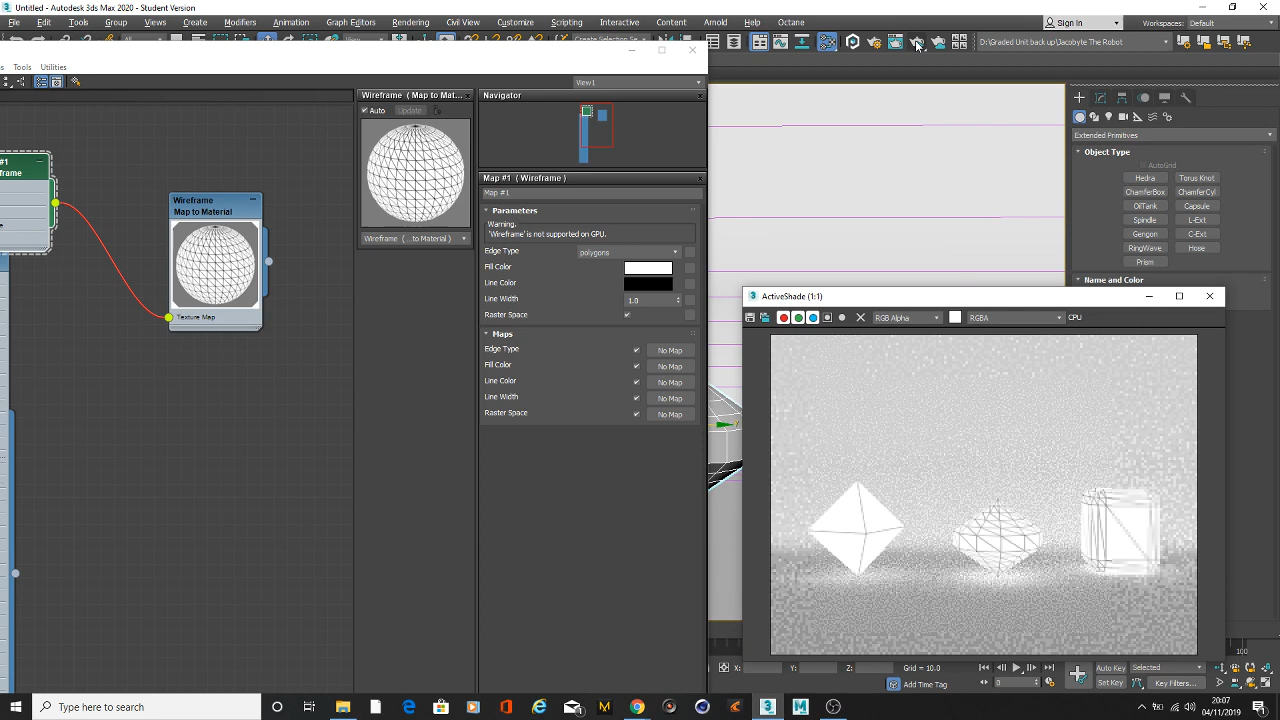 Untitled - Autodesk 3ds Max 2020 - Student Version
File Edit Tools Group Views Create Modifiers Animation Graph Editors Rendering Civil View Customize Scripting Interactive Content Arnold Help Octane
Sign In
Workspaces: Default
All
Create Selection Se
D:\Graded Unit back up\Jacobyte The Robot
s Tools Utilities
View1
Wireframe ( Map to Mat...
Auto Update
Navigator
#1
frame
Wireframe
Map to Material
Texture Map
Wireframe (...to Material )
Map #1 ( Wireframe )
Map #1
Parameters
Warning,
'Wireframe' is not supported on GPU.
Edge Type polygons
Fill Color
Line Color
Line Width 1.0
Raster Space
Maps
Edge Type No Map
Fill Color No Map
Line Color No Map
Line Width No Map
Raster Space No Map
Extended Primitives
Object Type
AutoGrid
Hedra Torus Knot
ChamferBox ChamferCyl
OilTank Capsule
Spindle L-Ext
Gengon C-Ext
RingWave Hose
Prism
Name and Color
ActiveShade (1:1)
RGB Alpha RGBA CPU
100
X: Y: Z: Grid = 10.0
Auto Key Selected
Add Time Tag
0
Set Key Key Filters...
Type here to search
20:07
04/11/2019